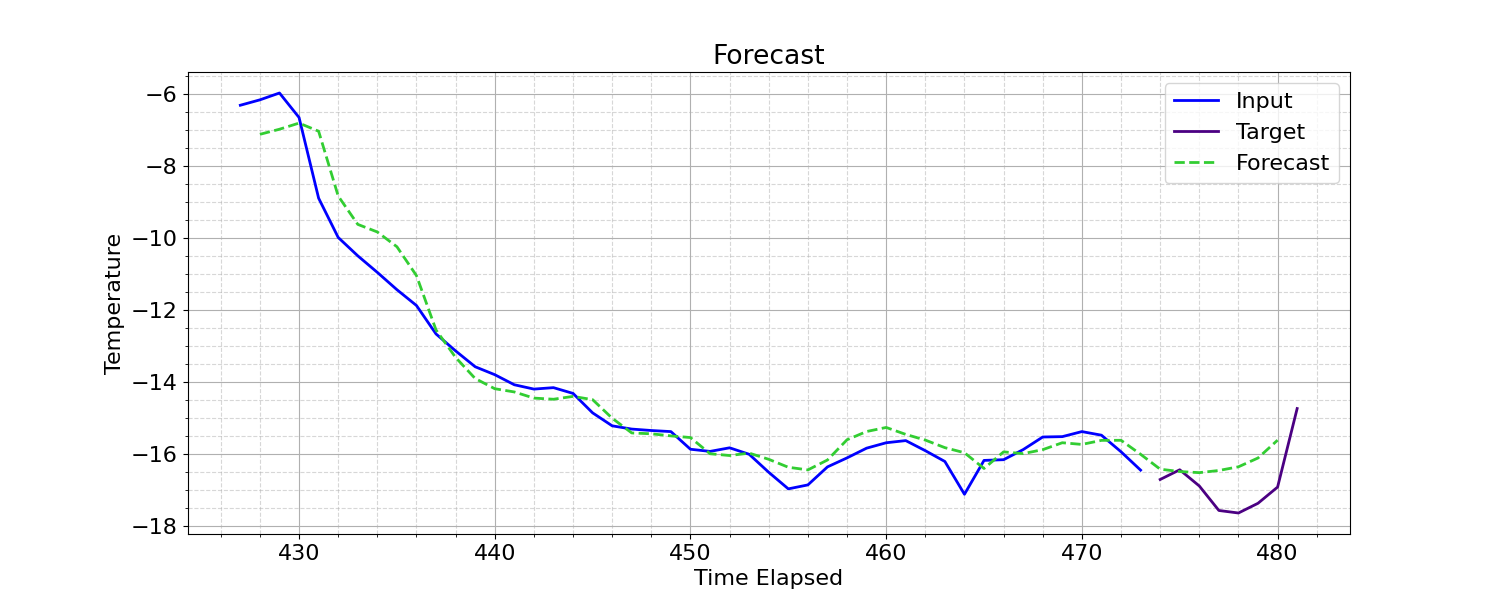 Forecast
Input
Target
Forecast
−6
−8
−10
−12
−14
−16
−18
Temperature
430 440 450 460 470 480
Time Elapsed